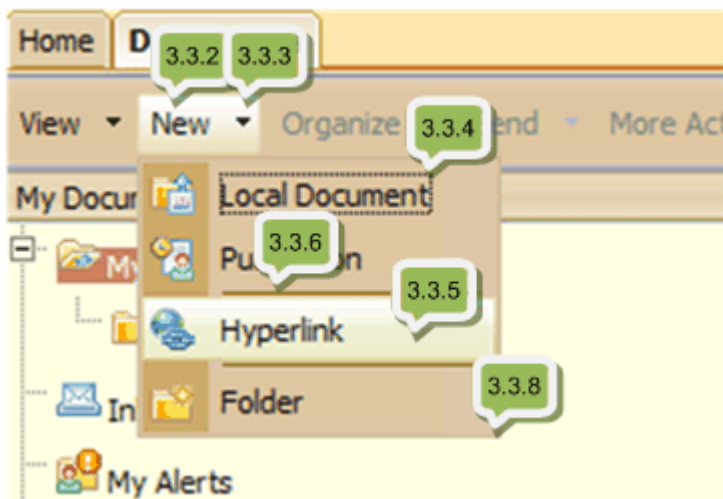 Home D
3.3.2 3.3.3
View New Organize end More Act
3.3.4
My Docu Local Document
3.3.6
My Pu on
3.3.5
Hyperlink
3.3.8
In Folder
My Alerts